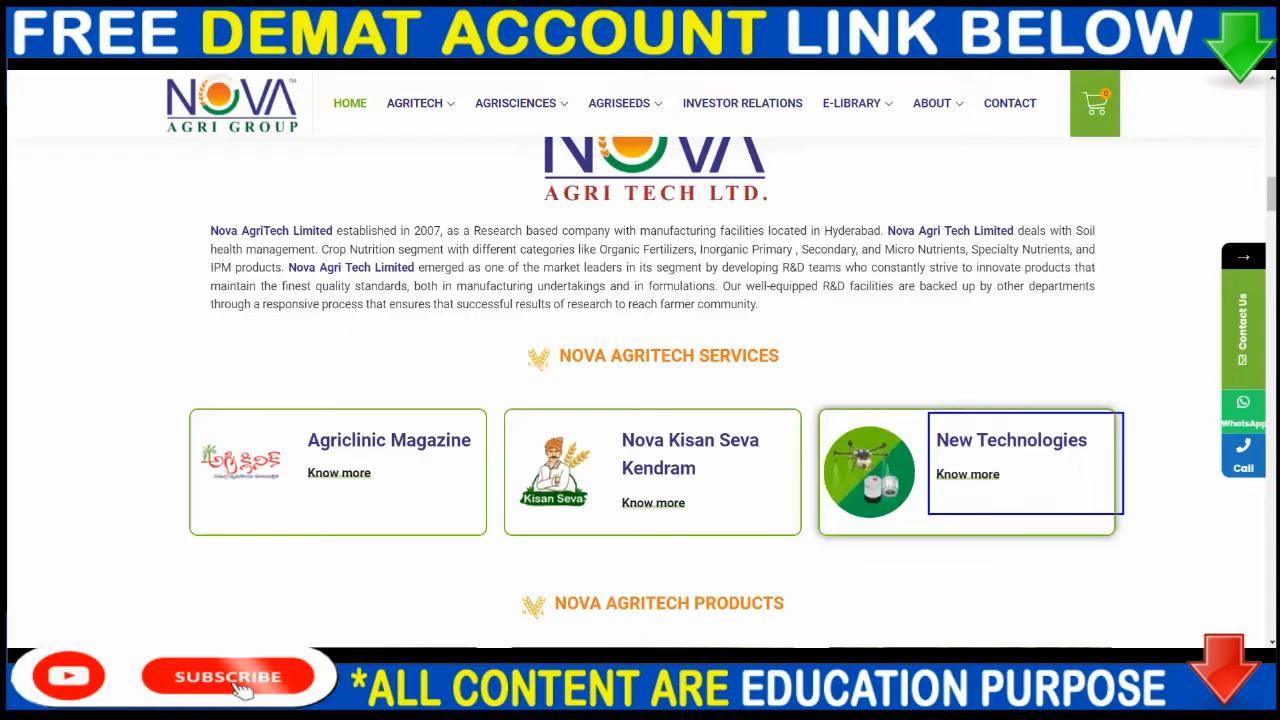 FREE DEMAT ACCOUNT LINK BELOW
NOVA™
AGRI GROUP
HOME AGRITECH AGRISCIENCES AGRISEEDS INVESTOR RELATIONS E-LIBRARY ABOUT CONTACT
0
NOVA
AGRI TECH LTD.
Nova AgriTech Limited established in 2007, as a Research based company with manufacturing facilities located in Hyderabad. Nova Agri Tech Limited deals with Soil
health management. Crop Nutrition segment with different categories like Organic Fertilizers, Inorganic Primary , Secondary, and Micro Nutrients, Specialty Nutrients, and
IPM products. Nova Agri Tech Limited emerged as one of the market leaders in its segment by developing R&D teams who constantly strive to innovate products that
maintain the finest quality standards, both in manufacturing undertakings and in formulations. Our well-equipped R&D facilities are backed up by other departments
through a responsive process that ensures that successful results of research to reach farmer community.
→
Contact Us
WhatsApp
Call
NOVA AGRITECH SERVICES
అగ్రి క్లినిక్
Agriclinic Magazine
Know more
Kisan Seva
Nova Kisan Seva
Kendram
Know more
New Technologies
Know more
NOVA AGRITECH PRODUCTS
SUBSCRIBE
*ALL CONTENT ARE EDUCATION PURPOSE